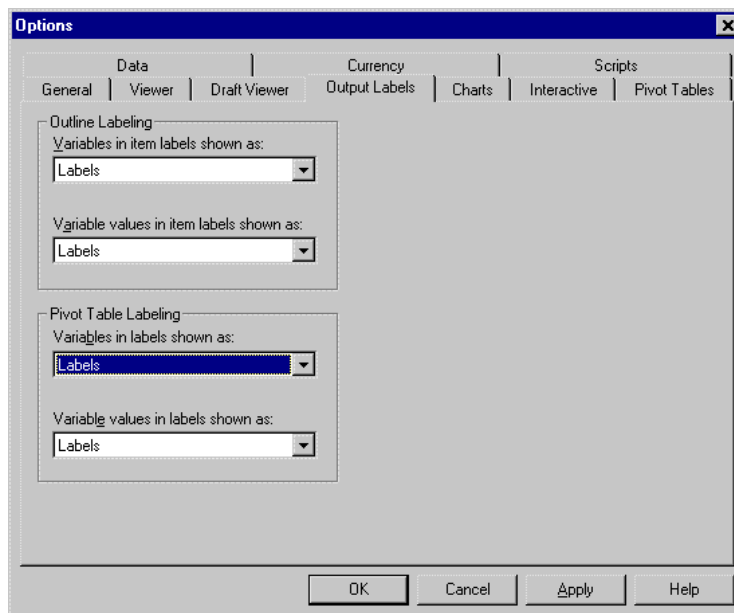 Options
Data Currency Scripts
General Viewer Draft Viewer Output Labels Charts Interactive Pivot Tables
Outline Labeling
Variables in item labels shown as:
Labels
Variable values in item labels shown as:
Labels
Pivot Table Labeling
Variables in labels shown as:
Labels
Variable values in labels shown as:
Labels
OK Cancel Apply Help